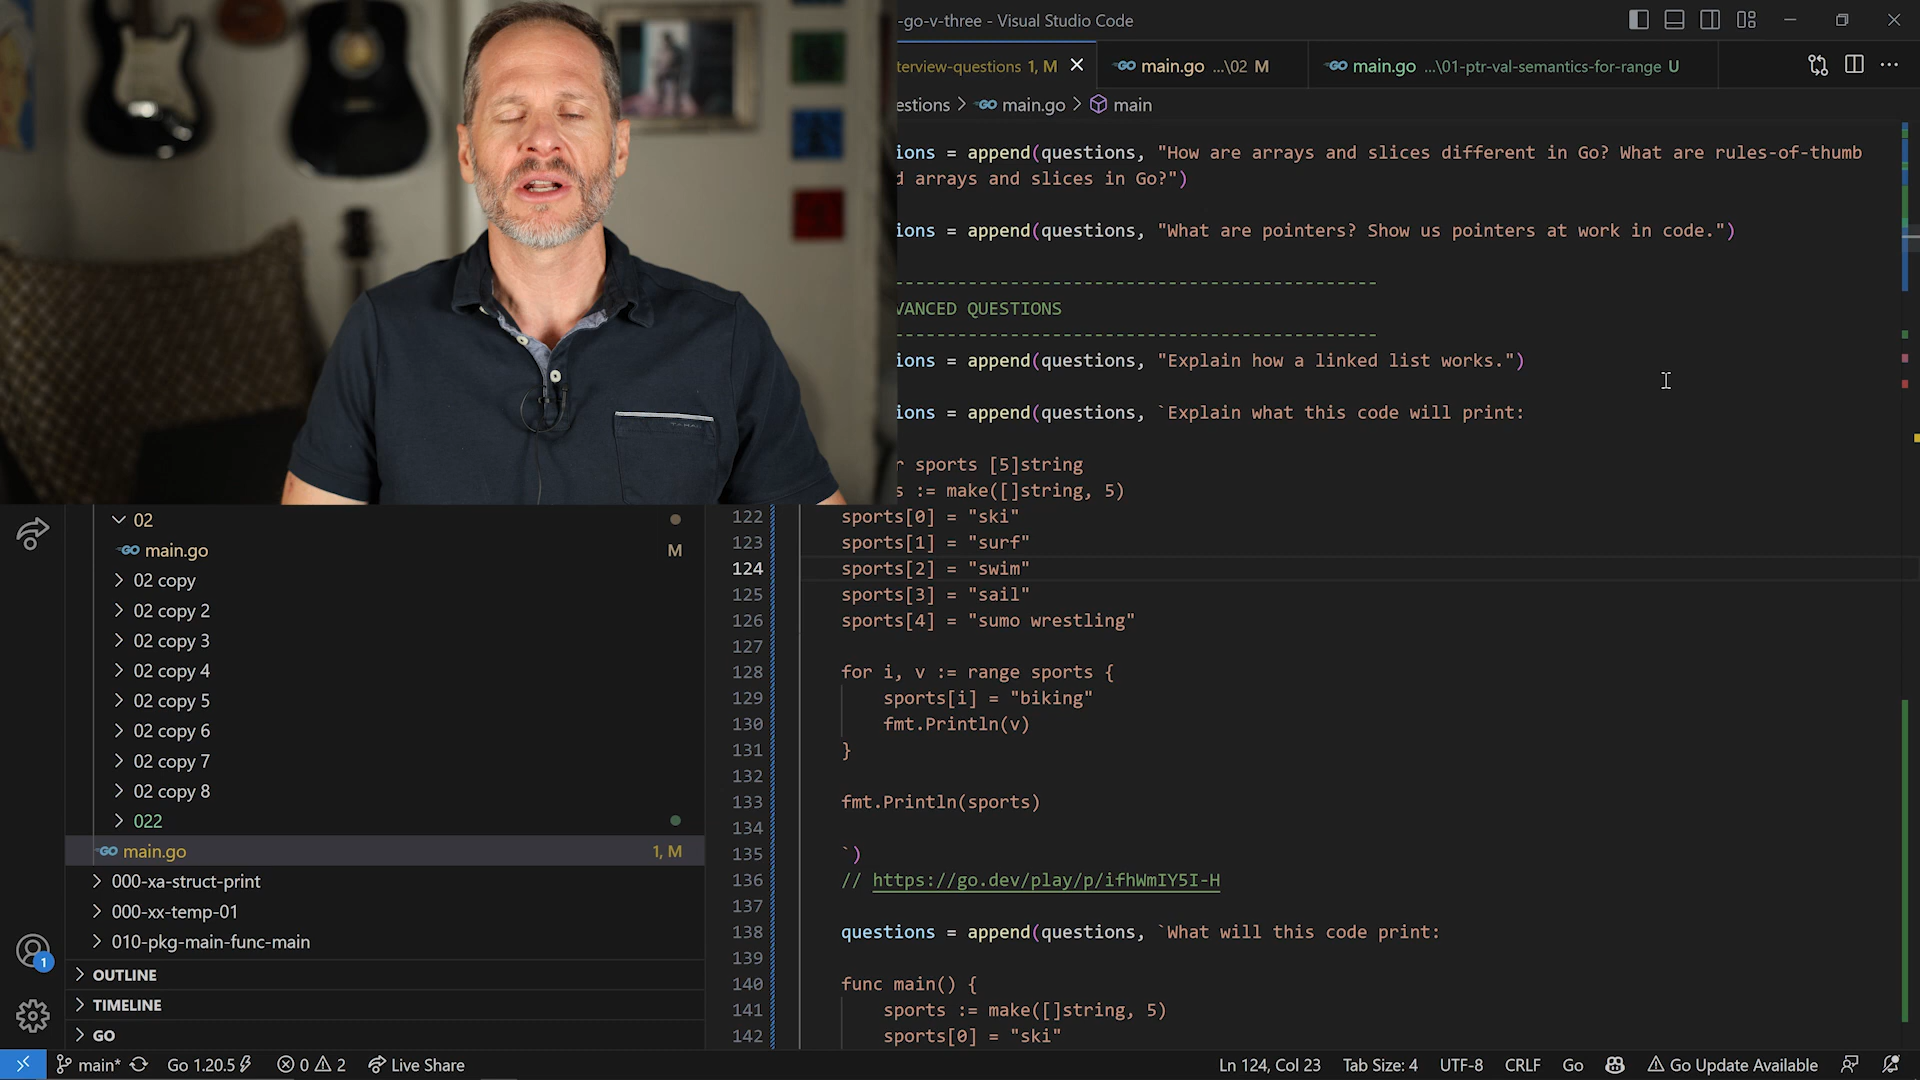 -go-v-three - Visual Studio Code
terview-questions 1, M
main.go ...\02 M
main.go ...\01-ptr-val-semantics-for-range U
estions > main.go > main
ions = append(questions, "How are arrays and slices different in Go? What are rules-of-thumb
d arrays and slices in Go?")
ions = append(questions, "What are pointers? Show us pointers at work in code.")
--------------------------------------------
VANCED QUESTIONS
--------------------------------------------
ions = append(questions, "Explain how a linked list works.")
ions = append(questions, `Explain what this code will print:
r sports [5]string
s := make([]string, 5)
122 sports[0] = "ski"
123 sports[1] = "surf"
124 sports[2] = "swim"
125 sports[3] = "sail"
126 sports[4] = "sumo wrestling"
127
128 for i, v := range sports {
129 sports[i] = "biking"
130 fmt.Println(v)
131 }
132
133 fmt.Println(sports)
134
135 `)
136 // https://go.dev/play/p/ifhWmIY5I-H
137
138 questions = append(questions, `What will this code print:
139
140 func main() {
141 sports := make([]string, 5)
142 sports[0] = "ski"
02
main.go M
02 copy
02 copy 2
02 copy 3
02 copy 4
02 copy 5
02 copy 6
02 copy 7
02 copy 8
022
main.go 1, M
000-xa-struct-print
000-xx-temp-01
010-pkg-main-func-main
OUTLINE
TIMELINE
GO
1
main* Go 1.20.5 0 2 Live Share
Ln 124, Col 23 Tab Size: 4 UTF-8 CRLF Go Go Update Available